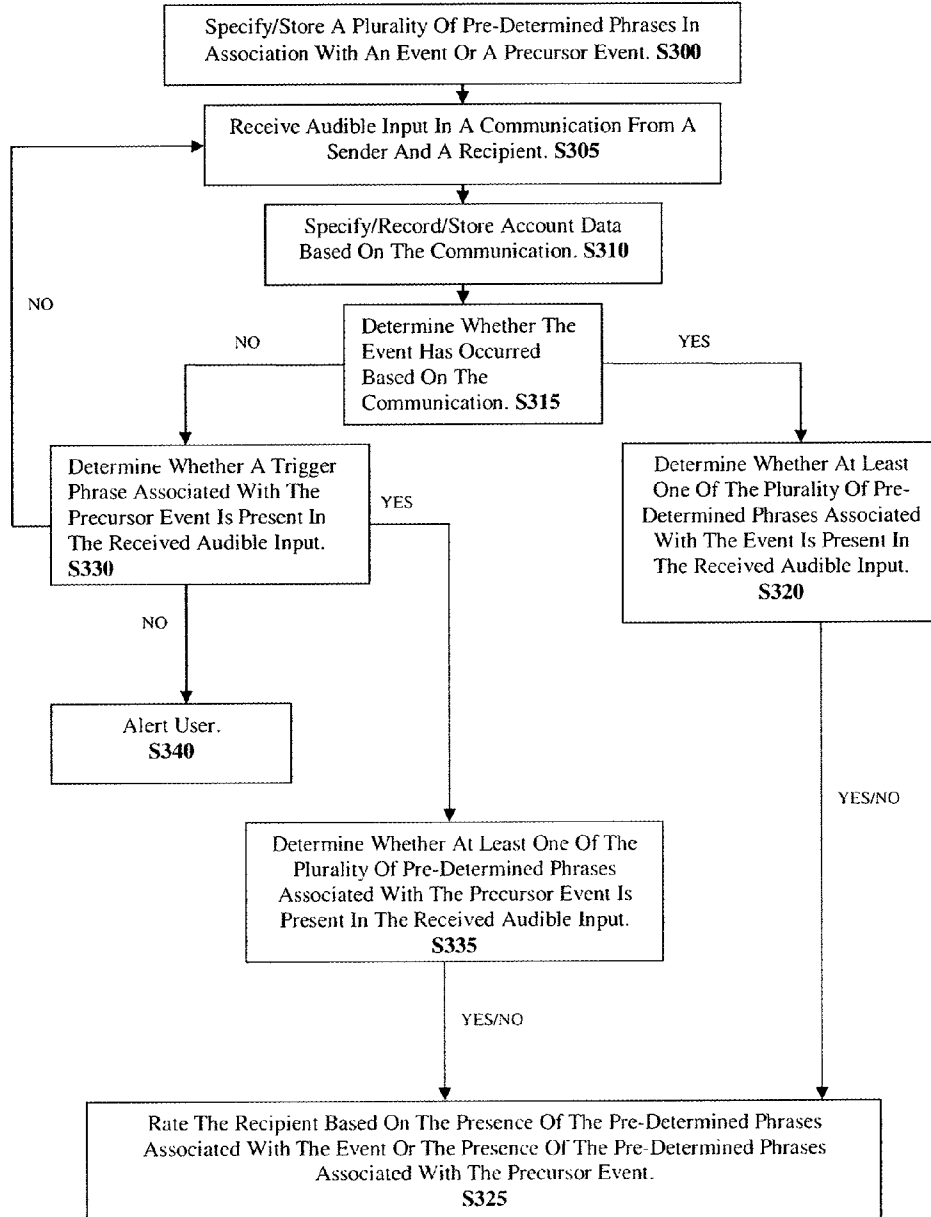 Specify/Store A Plurality Of Pre-Determined Phrases In
Association With An Event Or A Precursor Event. S300
Receive Audible Input In A Communication From A
Sender And A Recipient. S305
Specify/Record/Store Account Data
Based On The Communication. S310
NO
NO
Determine Whether The
Event Has Occurred
Based On The
Communication. S315
YES
Determine Whether A Trigger
Phrase Associated With The
Precursor Event Is Present In
The Received Audible Input.
S330
YES
Determine Whether At Least
One Of The Plurality Of Pre-
Determined Phrases Associated
With The Event Is Present In
The Received Audible Input.
S320
NO
Alert User.
S340
YES/NO
Determine Whether At Least One Of The
Plurality Of Pre-Determined Phrases
Associated With The Precursor Event Is
Present In The Received Audible Input.
S335
YES/NO
Rate The Recipient Based On The Presence Of The Pre-Determined Phrases
Associated With The Event Or The Presence Of The Pre-Determined Phrases
Associated With The Precursor Event.
S325